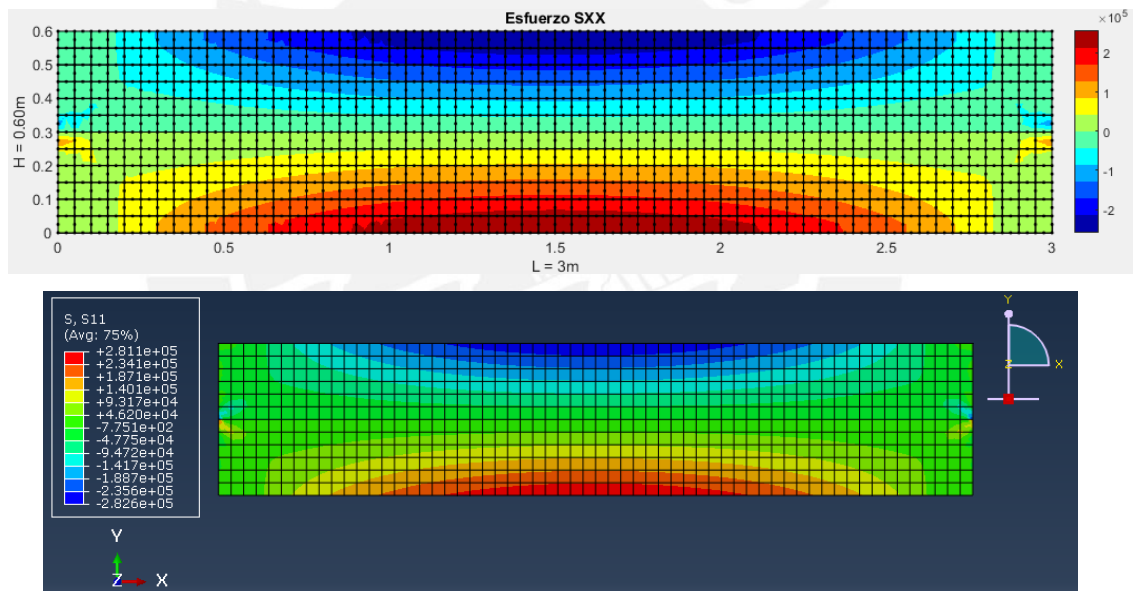 Esfuerzo SXX
×10⁵
0.6
0.5
0.4
0.3
0.2
0.1
0
H = 0.60m
0 0.5 1 1.5 2 2.5 3
L = 3m
2
1
0
-1
-2
S, S11
(Avg: 75%)
+2.811e+05
+2.341e+05
+1.871e+05
+1.401e+05
+9.317e+04
+4.620e+04
-7.751e+02
-4.775e+04
-9.472e+04
-1.417e+05
-1.887e+05
-2.356e+05
-2.826e+05
Y
Z X
Y
Z X